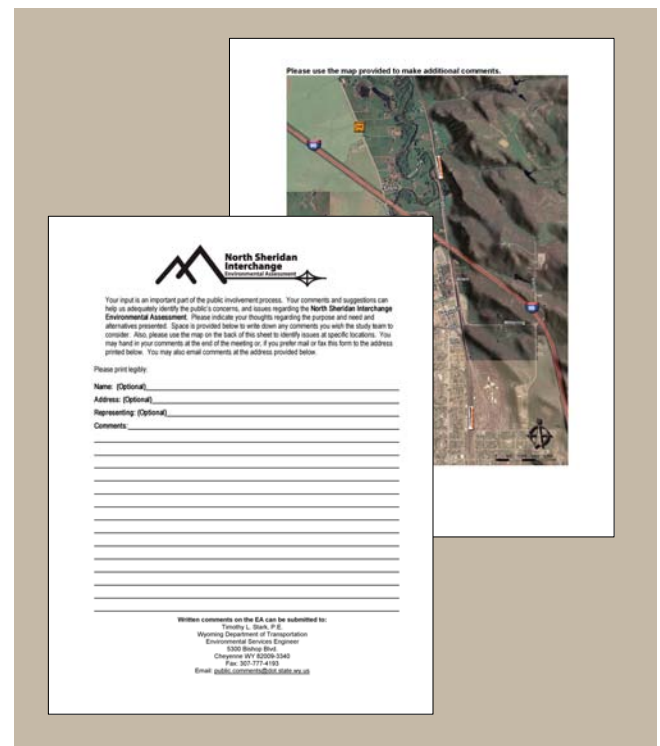 Please use the map provided to make additional comments.
90
90
North Sheridan
Interchange
Environmental Assessment
Your input is an important part of the public involvement process. Your comments and suggestions can
help us adequately identify the public's concerns, and issues regarding the North Sheridan Interchange
Environmental Assessment. Please indicate your thoughts regarding the purpose and need and
alternatives presented. Space is provided below to write down any comments you wish the study team to
consider. Also, please use the map on the back of this sheet to identify issues at specific locations. You
may hand in your comments at the end of the meeting or, if you prefer mail or fax this form to the address
printed below. You may also email comments at the address provided below.
Please print legibly:
Name: (Optional)
Address: (Optional)
Representing: (Optional)
Comments:
Written comments on the EA can be submitted to:
Timothy L. Stark, P.E.
Wyoming Department of Transportation
Environmental Services Engineer
5300 Bishop Blvd.
Cheyenne WY 82009-3340
Fax: 307-777-4193
Email: public.comments@dot.state.wy.us